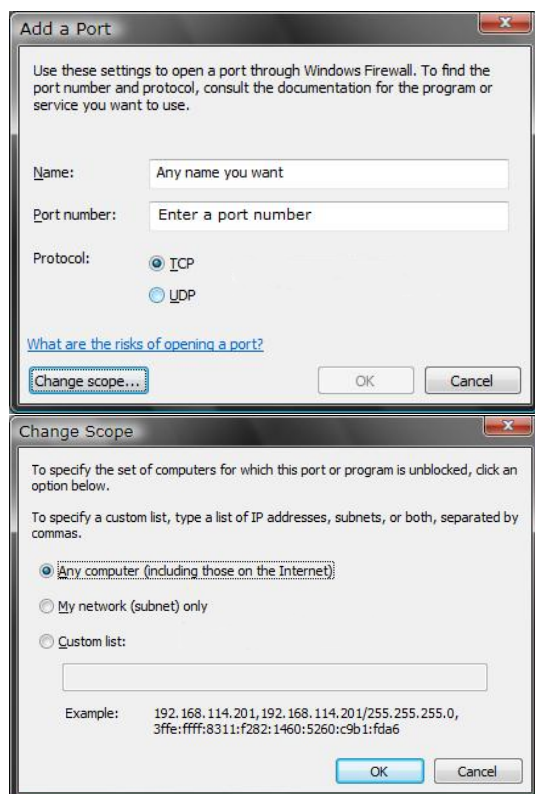 Add a Port
Use these settings to open a port through Windows Firewall. To find the
port number and protocol, consult the documentation for the program or
service you want to use.
Name: Any name you want
Port number: Enter a port number
Protocol: TCP
UDP
What are the risks of opening a port?
Change scope... OK Cancel
Change Scope
To specify the set of computers for which this port or program is unblocked, click an
option below.
To specify a custom list, type a list of IP addresses, subnets, or both, separated by
commas.
Any computer (including those on the Internet)
My network (subnet) only
Custom list:
Example: 192.168.114.201,192.168.114.201/255.255.255.0,
3ffe:ffff:8311:f282:1460:5260:c9b1:fda6
OK Cancel